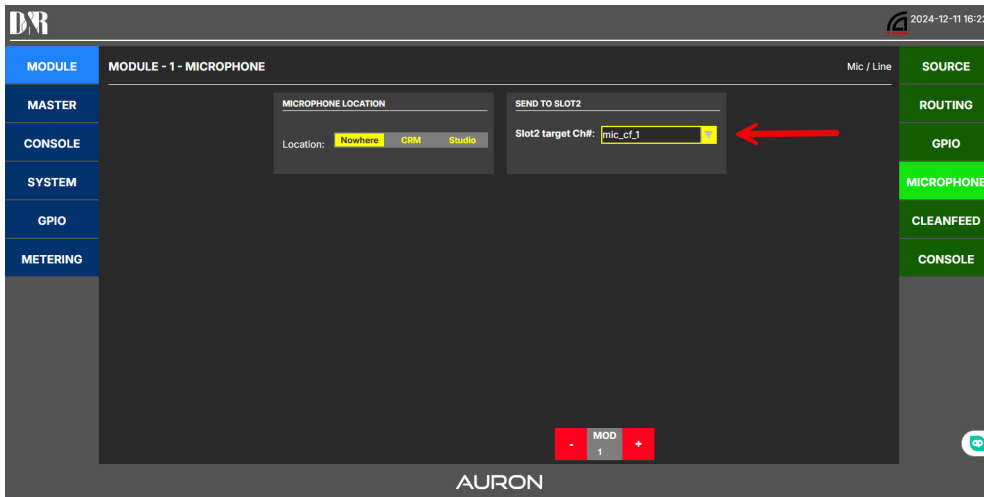 D&R
2024-12-11 16:2
MODULE
MASTER
CONSOLE
SYSTEM
GPIO
METERING
MODULE - 1 - MICROPHONE
Mic / Line
MICROPHONE LOCATION
Location: Nowhere CRM Studio
SEND TO SLOT2
Slot2 target Ch#: mic_cf_1
- MOD 1 +
SOURCE
ROUTING
GPIO
MICROPHONE
CLEANFEED
CONSOLE
AURON